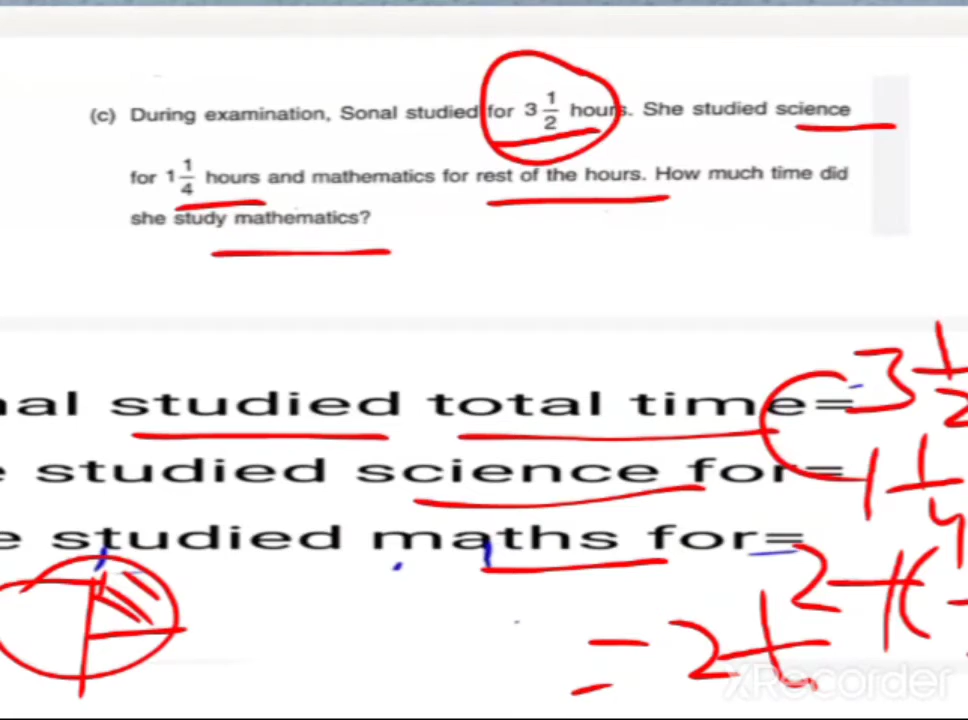 (c) During examination, Sonal studied for 3 1/2 hours. She studied science
for 1 1/4 hours and mathematics for rest of the hours. How much time did
she study mathematics?
nal studied total time= 3 1/2
e studied science for= 1 1/4
e studied maths for=
XRecorder